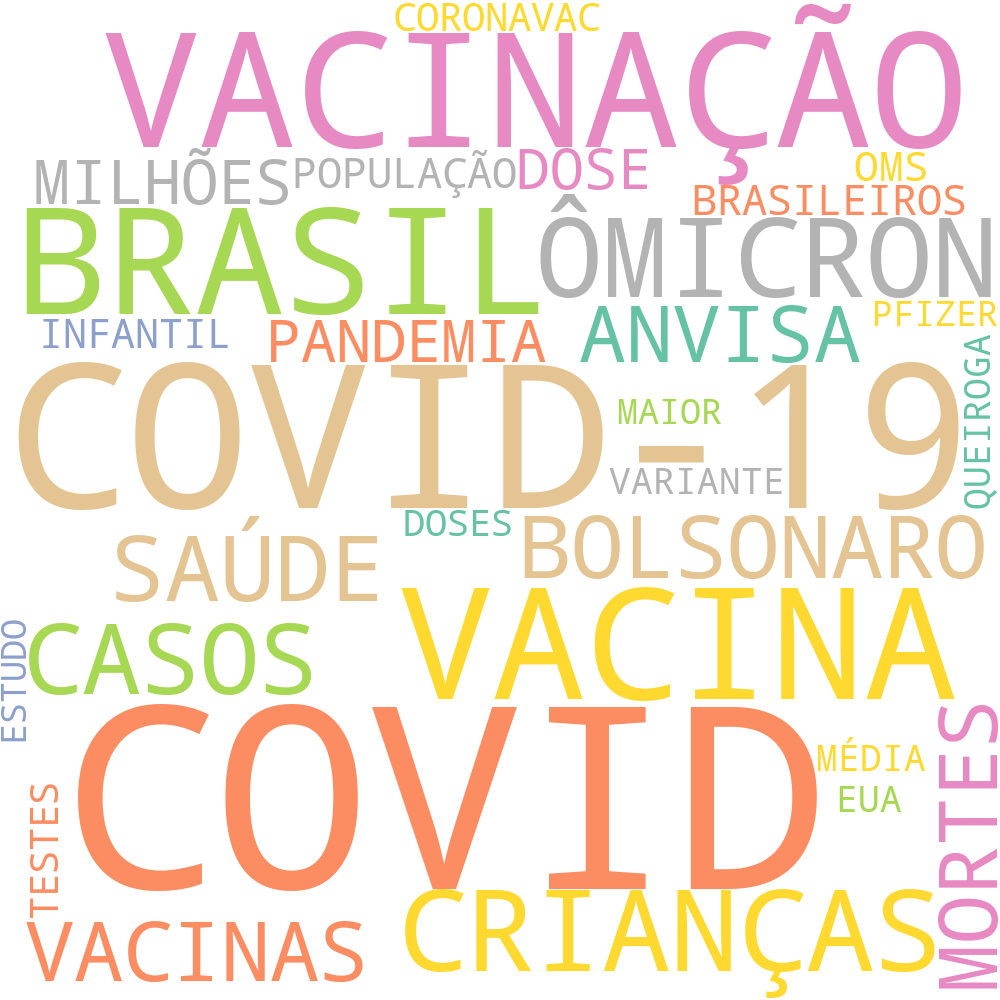 CORONAVAC
VACINAÇÃO
MILHÕES
POPULAÇÃO
DOSE
OMS
BRASILEIROS
BRASIL
ÔMICRON
INFANTIL
PANDEMIA
ANVISA
PFIZER
QUEIROGA
COVID-19
MAIOR
VARIANTE
DOSES
SAÚDE
BOLSONARO
ESTUDO
CASOS
VACINA
COVID
MÉDIA
EUA
MORTES
TESTES
VACINAS
CRIANÇAS